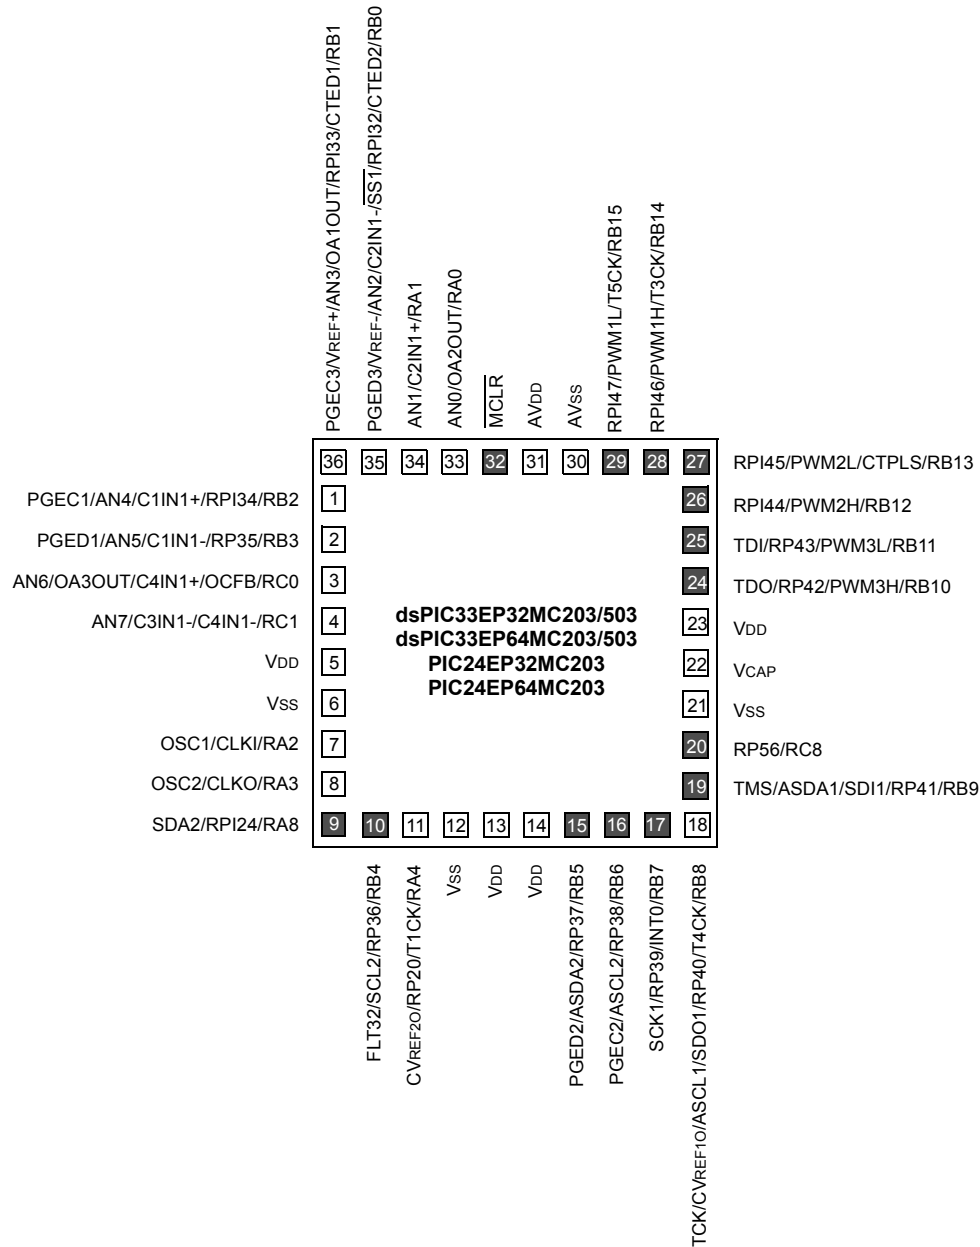 PGEC3/VREF+/AN3/OA1OUT/RPI33/CTED1/RB1
PGED3/VREF-/AN2/C2IN1-/SS1/RPI32/CTED2/RB0
AN1/C2IN1+/RA1
AN0/OA2OUT/RA0
MCLR
AVDD
AVSS
RPI47/PWM1L/T5CK/RB15
RPI46/PWM1H/T3CK/RB14
36 35 34 33 32 31 30 29 28 27 RPI45/PWM2L/CTPLS/RB13
PGEC1/AN4/C1IN1+/RPI34/RB2 1 26 RPI44/PWM2H/RB12
PGED1/AN5/C1IN1-/RP35/RB3 2 25 TDI/RP43/PWM3L/RB11
AN6/OA3OUT/C4IN1+/OCFB/RC0 3 24 TDO/RP42/PWM3H/RB10
AN7/C3IN1-/C4IN1-/RC1 4 23 VDD
dsPIC33EP32MC203/503
dsPIC33EP64MC203/503
PIC24EP32MC203
PIC24EP64MC203
VDD 5 22 VCAP
VSS 6 21 VSS
OSC1/CLKI/RA2 7 20 RP56/RC8
OSC2/CLKO/RA3 8 19 TMS/ASDA1/SDI1/RP41/RB9
SDA2/RPI24/RA8 9 10 11 12 13 14 15 16 17 18
FLT32/SCL2/RP36/RB4
CVREF2O/RP20/T1CK/RA4
VSS
VDD
VDD
PGED2/ASDA2/RP37/RB5
PGEC2/ASCL2/RP38/RB6
SCK1/RP39/INT0/RB7
TCK/CVREF1O/ASCL1/SDO1/RP40/T4CK/RB8